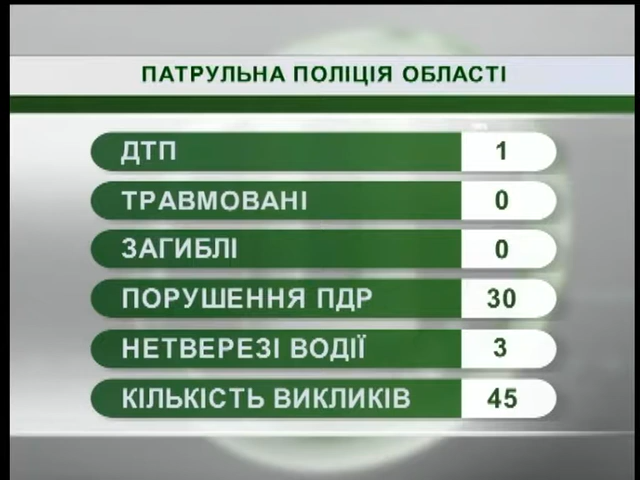 ПАТРУЛЬНА ПОЛІЦІЯ ОБЛАСТІ
ДТП 1
ТРАВМОВАНІ 0
ЗАГИБЛІ 0
ПОРУШЕННЯ ПДР 30
НЕТВЕРЕЗІ ВОДІЇ 3
КІЛЬКІСТЬ ВИКЛИКІВ 45